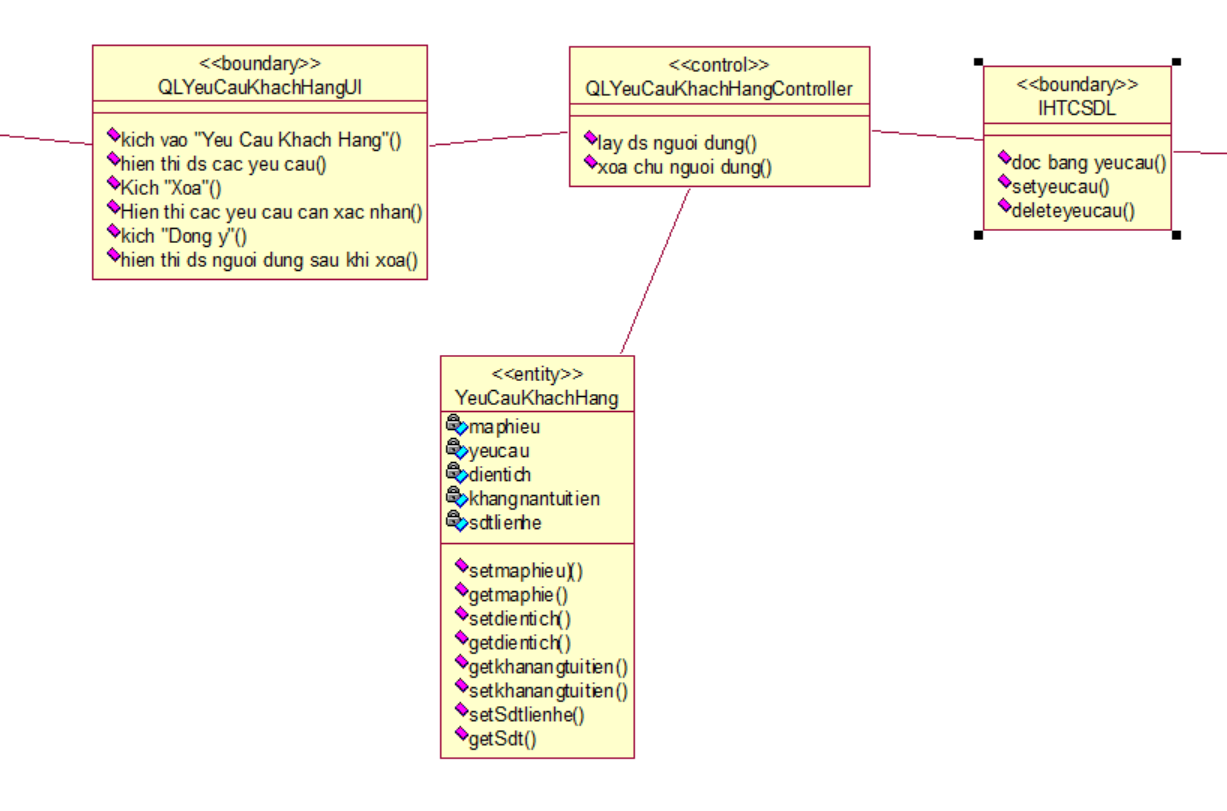 <<boundary>>
QLYeuCauKhachHangUI
kich vao "Yeu Cau Khach Hang"()
hien thi ds cac yeu cau()
Kich "Xoa"()
Hien thi cac yeu cau can xac nhan()
kich "Dong y"()
hien thi ds nguoi dung sau khi xoa()
<<control>>
QLYeuCauKhachHangController
lay ds nguoi dung()
xoa chu nguoi dung()
<<boundary>>
IHTCSDL
doc bang yeucau()
setyeucau()
deleteyeucau()
<<entity>>
YeuCauKhachHang
maphieu
yeucau
dientich
khangnantuitien
sdtlienhe
setmaphieu)()
getmaphie()
setdientich()
getdientich()
getkhanangtuitien()
setkhanangtuitien()
setSdtlienhe()
getSdt()